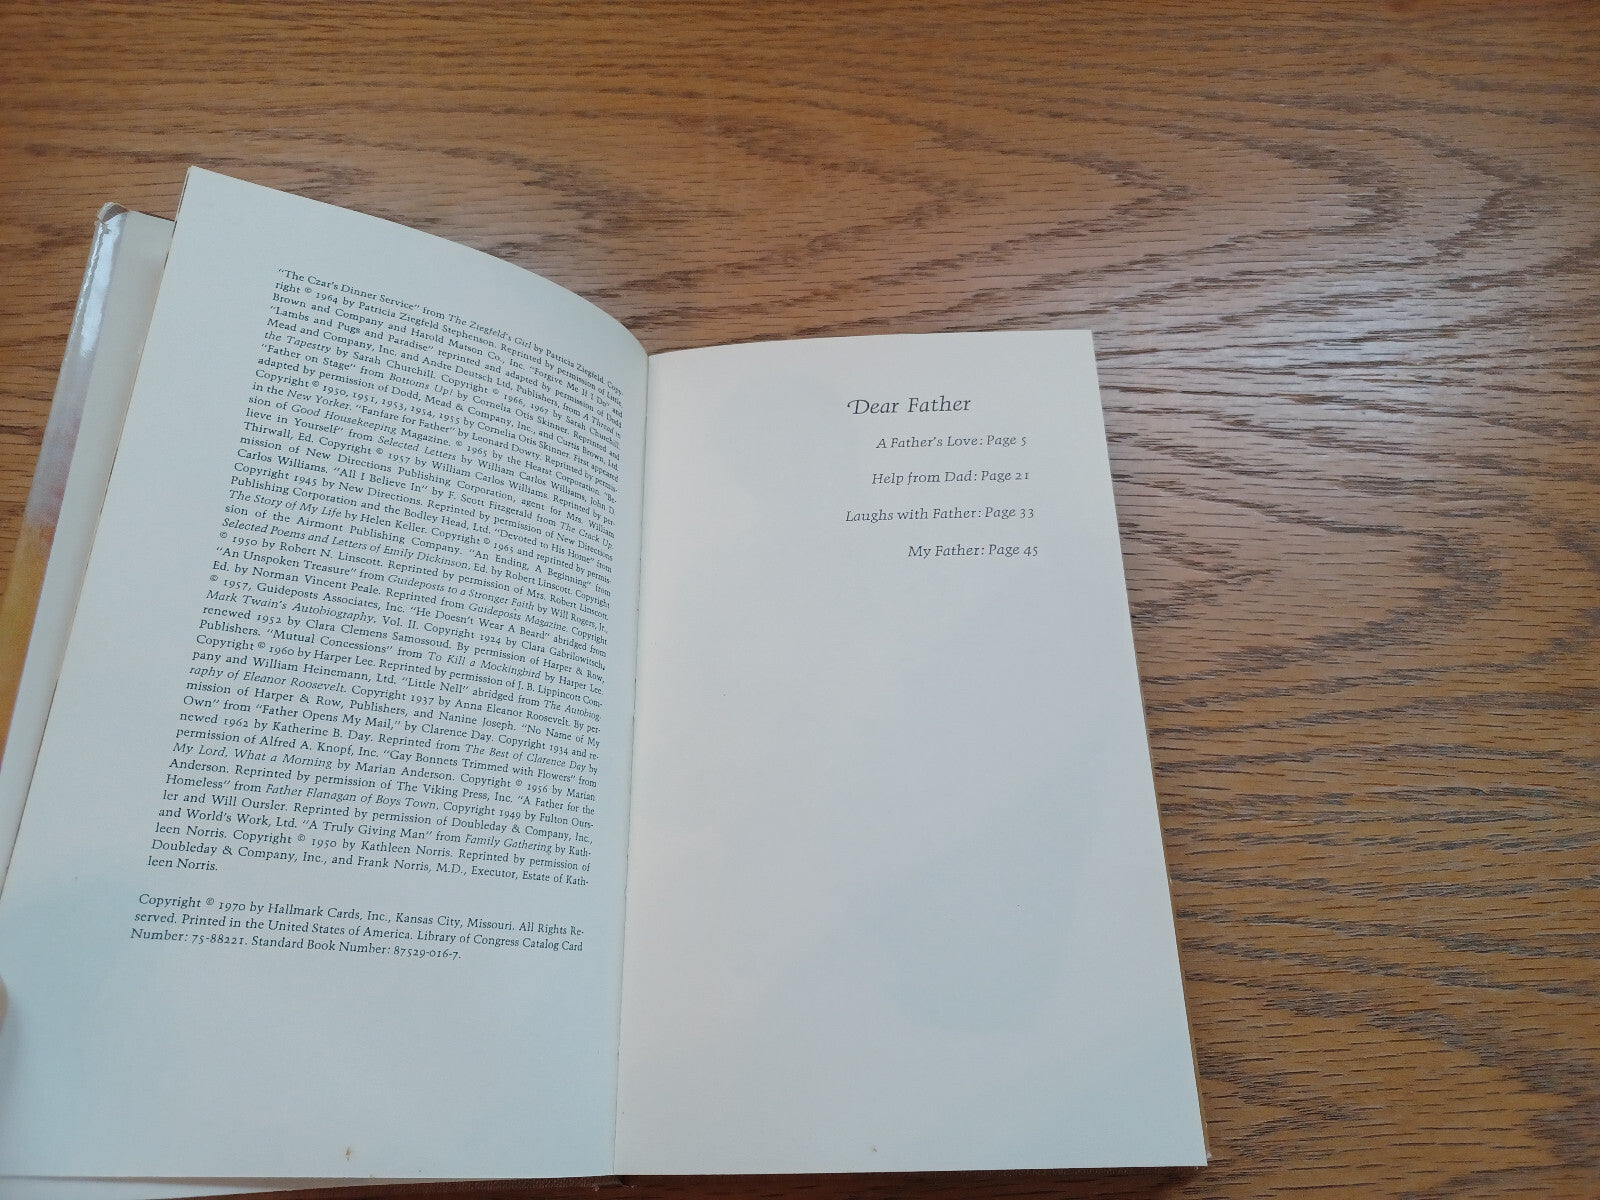 "The Czar's Dinner Service" from The Ziegfeld's Girl by Patricia Ziegfeld. Copy-
right © 1964 by Patricia Ziegfeld Stephenson. Reprinted by permission of Little,
Brown and Company and Harold Matson Co., Inc. "Forgive Me If I Do" and
"Lambs and Pugs and Paradise" reprinted and adapted by permission of Dodd
Mead and Company, Inc. and Andre Deutsch Ltd, Publishers, from A Thread in
the Tapestry by Sarah Churchill. Copyright © 1966, 1967 by Sarah Churchill.
"Father on Stage" from Bottoms Up! by Cornelia Otis Skinner. Reprinted and
adapted by permission of Dodd, Mead & Company, Inc., and Curtis Brown, Ltd.
Copyright © 1950, 1951, 1953, 1954, 1955 by Cornelia Otis Skinner. First appeared
in the New Yorker. "Fanfare for Father" by Leonard Dowty. Reprinted by permis-
sion of Good Housekeeping Magazine. © 1965 by the Hearst Corporation. "Be-
lieve in Yourself" from Selected Letters by William Carlos Williams, John D.
Thirwall, Ed. Copyright © 1957 by William Carlos Williams. Reprinted by per-
mission of New Directions Publishing Corporation, agent for Mrs. William
Carlos Williams. "All I Believe In" by F. Scott Fitzgerald from The Crack Up.
Copyright 1945 by New Directions. Reprinted by permission of New Directions
Publishing Corporation and the Bodley Head, Ltd. "Devoted to His Home" from
The Story of My Life by Helen Keller. Copyright © 1965 and reprinted by permis-
sion of the Airmont Publishing Company. "An Ending, A Beginning" from
Selected Poems and Letters of Emily Dickinson, Ed. by Robert Linscott. Copyright
© 1950 by Robert N. Linscott. Reprinted by permission of Mrs. Robert Linscott.
"An Unspoken Treasure" from Guideposts to a Stronger Faith by Will Rogers, Jr.,
Ed. by Norman Vincent Peale. Reprinted from Guideposts Magazine. Copyright
© 1957, Guideposts Associates, Inc. "He Doesn't Wear A Beard" abridged from
Mark Twain's Autobiography, Vol. II. Copyright 1924 by Clara Gabrilowitsch,
renewed 1952 by Clara Clemens Samossoud. By permission of Harper & Row,
Publishers. "Mutual Concessions" from To Kill a Mockingbird by Harper Lee.
Copyright © 1960 by Harper Lee. Reprinted by permission of J. B. Lippincott Com-
pany and William Heinemann, Ltd. "Little Nell" abridged from The Autobiog-
raphy of Eleanor Roosevelt. Copyright 1937 by Anna Eleanor Roosevelt. By per-
mission of Harper & Row, Publishers, and Nanine Joseph. "No Name of My
Own" from "Father Opens My Mail," by Clarence Day. Copyright 1934 and re-
newed 1962 by Katherine B. Day. Reprinted from The Best of Clarence Day by
permission of Alfred A. Knopf, Inc. "Gay Bonnets Trimmed with Flowers" from
My Lord, What a Morning by Marian Anderson. Copyright © 1956 by Marian
Anderson. Reprinted by permission of The Viking Press, Inc. "A Father for the
Homeless" from Father Flanagan of Boys Town, Copyright 1949 by Fulton Ours-
ler and Will Oursler. Reprinted by permission of Doubleday & Company, Inc.,
and World's Work, Ltd. "A Truly Giving Man" from Family Gathering by Kath-
leen Norris. Copyright © 1950 by Kathleen Norris. Reprinted by permission of
Doubleday & Company, Inc., and Frank Norris, M.D., Executor, Estate of Kath-
leen Norris.
Copyright © 1970 by Hallmark Cards, Inc., Kansas City, Missouri. All Rights Re-
served. Printed in the United States of America. Library of Congress Catalog Card
Number: 75-88221. Standard Book Number: 87529-016-7.
Dear Father
A Father's Love: Page 5
Help from Dad: Page 21
Laughs with Father: Page 33
My Father: Page 45